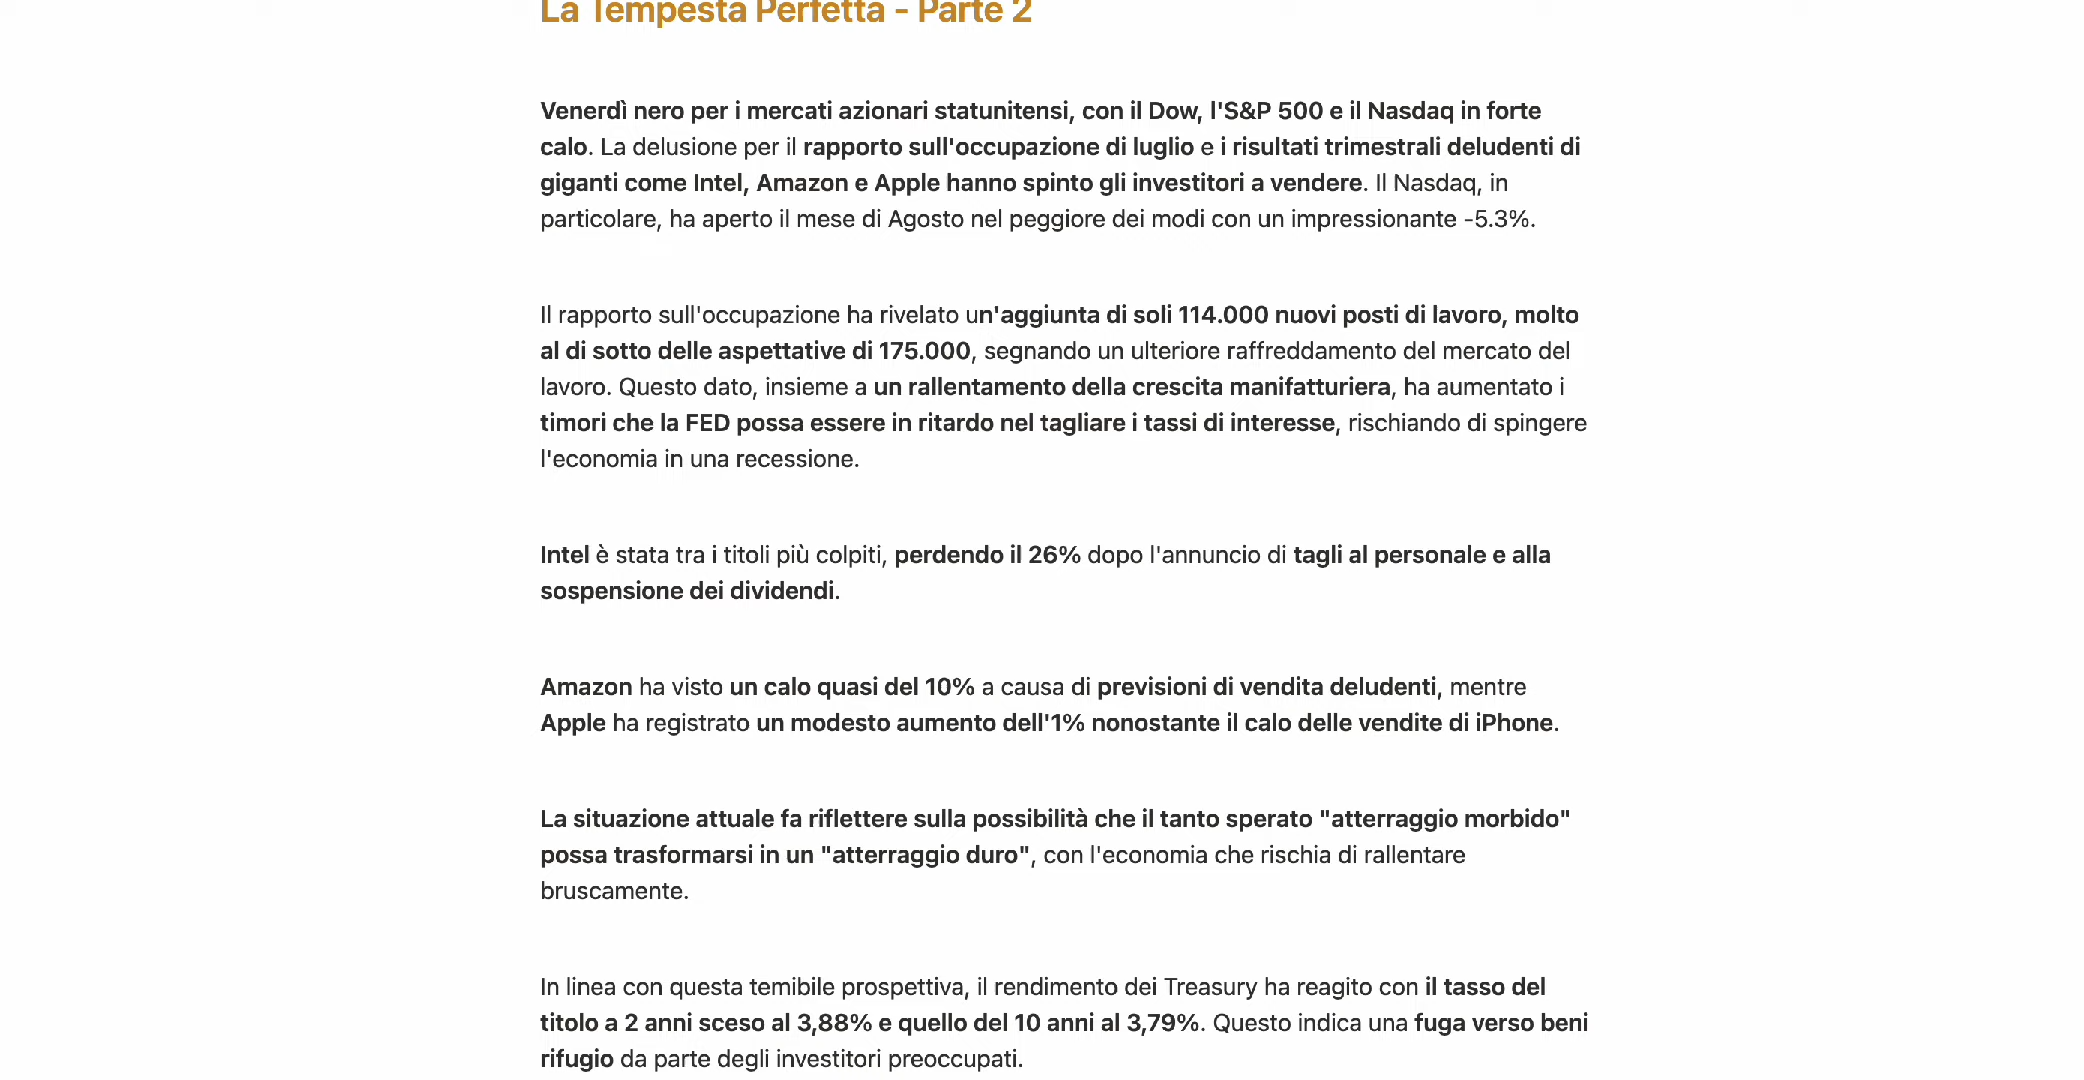 La Tempesta Perfetta - Parte 2
Venerdì nero per i mercati azionari statunitensi, con il Dow, l'S&P 500 e il Nasdaq in forte
calo. La delusione per il rapporto sull'occupazione di luglio e i risultati trimestrali deludenti di
giganti come Intel, Amazon e Apple hanno spinto gli investitori a vendere. Il Nasdaq, in
particolare, ha aperto il mese di Agosto nel peggiore dei modi con un impressionante -5.3%.
Il rapporto sull'occupazione ha rivelato un'aggiunta di soli 114.000 nuovi posti di lavoro, molto
al di sotto delle aspettative di 175.000, segnando un ulteriore raffreddamento del mercato del
lavoro. Questo dato, insieme a un rallentamento della crescita manifatturiera, ha aumentato i
timori che la FED possa essere in ritardo nel tagliare i tassi di interesse, rischiando di spingere
l'economia in una recessione.
Intel è stata tra i titoli più colpiti, perdendo il 26% dopo l'annuncio di tagli al personale e alla
sospensione dei dividendi.
Amazon ha visto un calo quasi del 10% a causa di previsioni di vendita deludenti, mentre
Apple ha registrato un modesto aumento dell'1% nonostante il calo delle vendite di iPhone.
La situazione attuale fa riflettere sulla possibilità che il tanto sperato "atterraggio morbido"
possa trasformarsi in un "atterraggio duro", con l'economia che rischia di rallentare
bruscamente.
In linea con questa temibile prospettiva, il rendimento dei Treasury ha reagito con il tasso del
titolo a 2 anni sceso al 3,88% e quello del 10 anni al 3,79%. Questo indica una fuga verso beni
rifugio da parte degli investitori preoccupati.